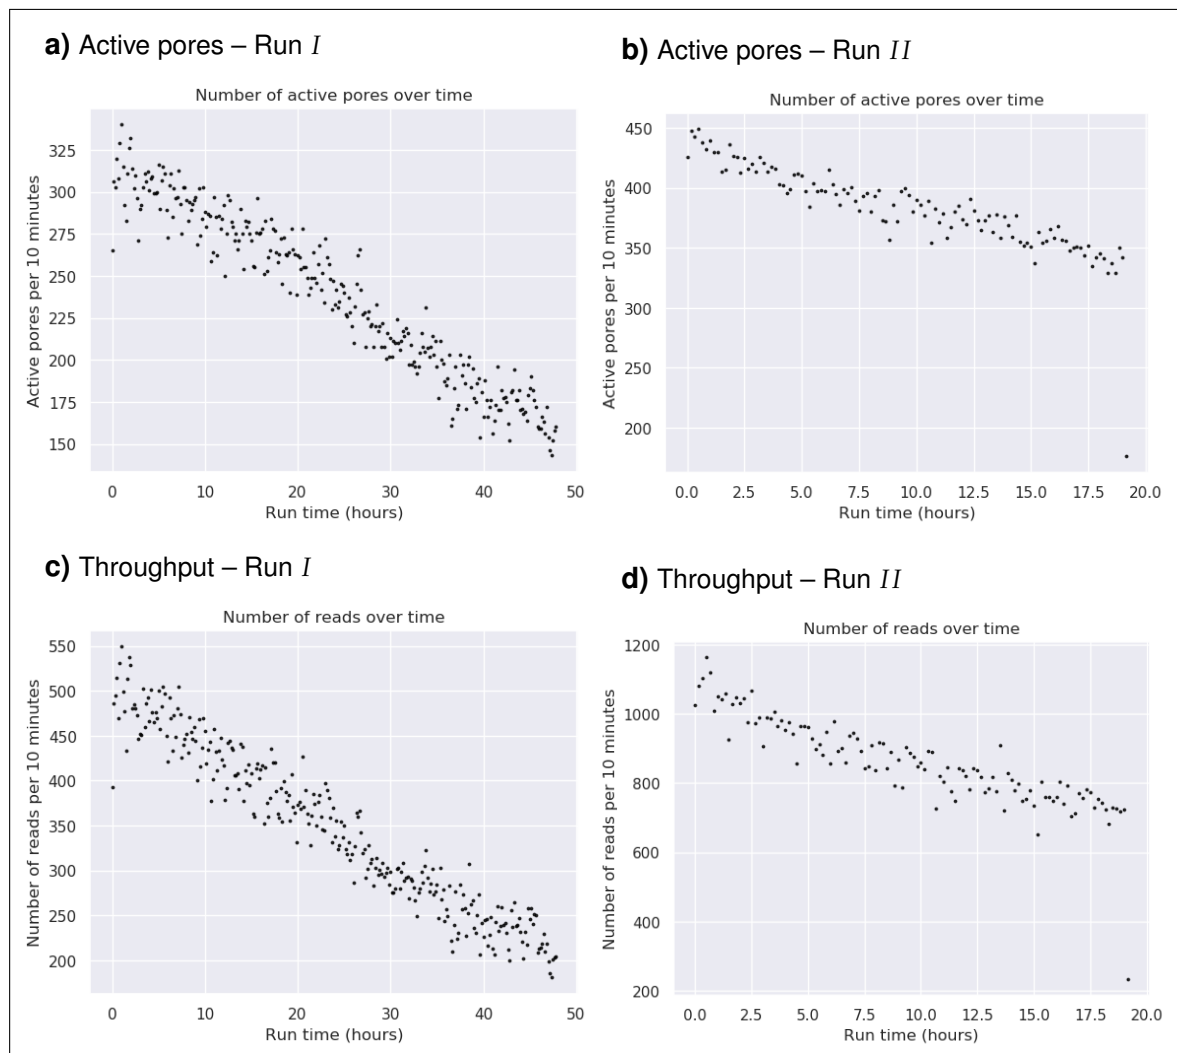 a) Active pores – Run I
Number of active pores over time
Active pores per 10 minutes
325
300
275
250
225
200
175
150
0 10 20 30 40 50
Run time (hours)
b) Active pores – Run II
Number of active pores over time
Active pores per 10 minutes
450
400
350
300
250
200
0.0 2.5 5.0 7.5 10.0 12.5 15.0 17.5 20.0
Run time (hours)
c) Throughput – Run I
Number of reads over time
Number of reads per 10 minutes
550
500
450
400
350
300
250
200
0 10 20 30 40 50
Run time (hours)
d) Throughput – Run II
Number of reads over time
Number of reads per 10 minutes
1200
1000
800
600
400
200
0.0 2.5 5.0 7.5 10.0 12.5 15.0 17.5 20.0
Run time (hours)